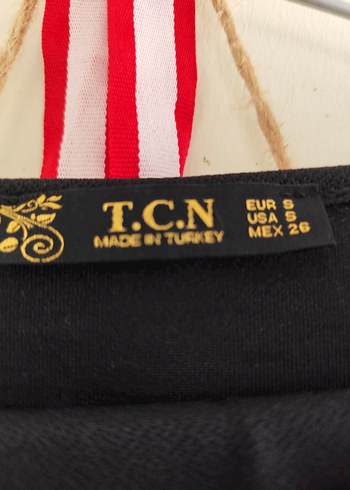 T.C.N
MADE IN TURKEY
EUR S
USA S
MEX 26